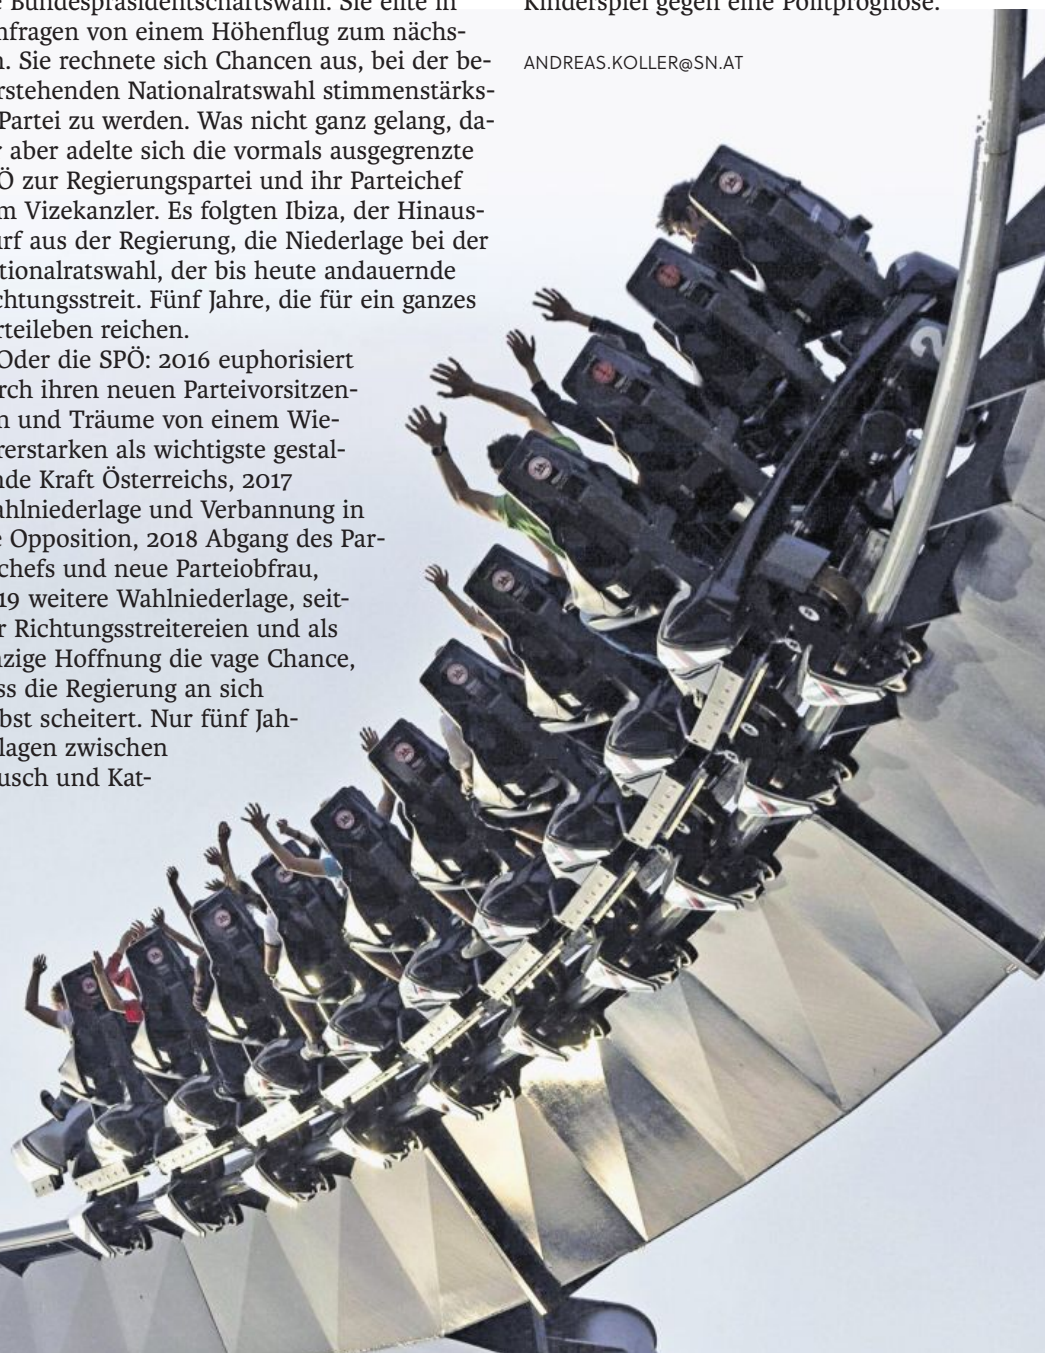 Bundespräsidentschaftswahl. Sie eilte in
nfragen von einem Höhenflug zum nächs-
n. Sie rechnete sich Chancen aus, bei der be-
rstehenden Nationalratswahl stimmenstärks-
Partei zu werden. Was nicht ganz gelang, da-
r aber adelte sich die vormals ausgegrenzte
Ö zur Regierungspartei und ihr Parteichef
m Vizekanzler. Es folgten Ibiza, der Hinaus-
urf aus der Regierung, die Niederlage bei der
tionalratswahl, der bis heute andauernde
chtungsstreit. Fünf Jahre, die für ein ganzes
rteileben reichen.
Oder die SPÖ: 2016 euphorisiert
rch ihren neuen Parteivorsitzen-
n und Träume von einem Wie-
rerstarken als wichtigste gestal-
nde Kraft Österreichs, 2017
ahlniederlage und Verbannung in
e Opposition, 2018 Abgang des Par-
chefs und neue Parteiobfrau,
19 weitere Wahlniederlage, seit-
r Richtungsstreitereien und als
nzige Hoffnung die vage Chance,
ss die Regierung an sich
bst scheitert. Nur fünf Jah-
lagen zwischen
usch und Kat-
Kinderspiel gegen eine Politprognose.
ANDREAS.KOLLER@SN.AT
2